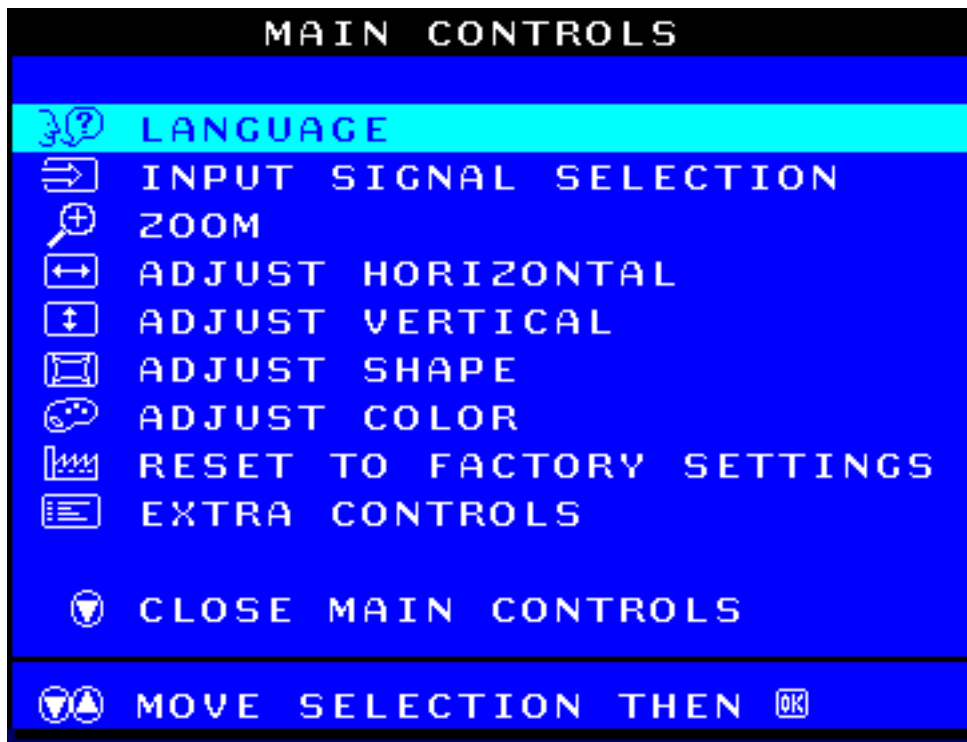 MAIN CONTROLS
LANGUAGE
INPUT SIGNAL SELECTION
ZOOM
ADJUST HORIZONTAL
ADJUST VERTICAL
ADJUST SHAPE
ADJUST COLOR
RESET TO FACTORY SETTINGS
EXTRA CONTROLS
CLOSE MAIN CONTROLS
MOVE SELECTION THEN OK